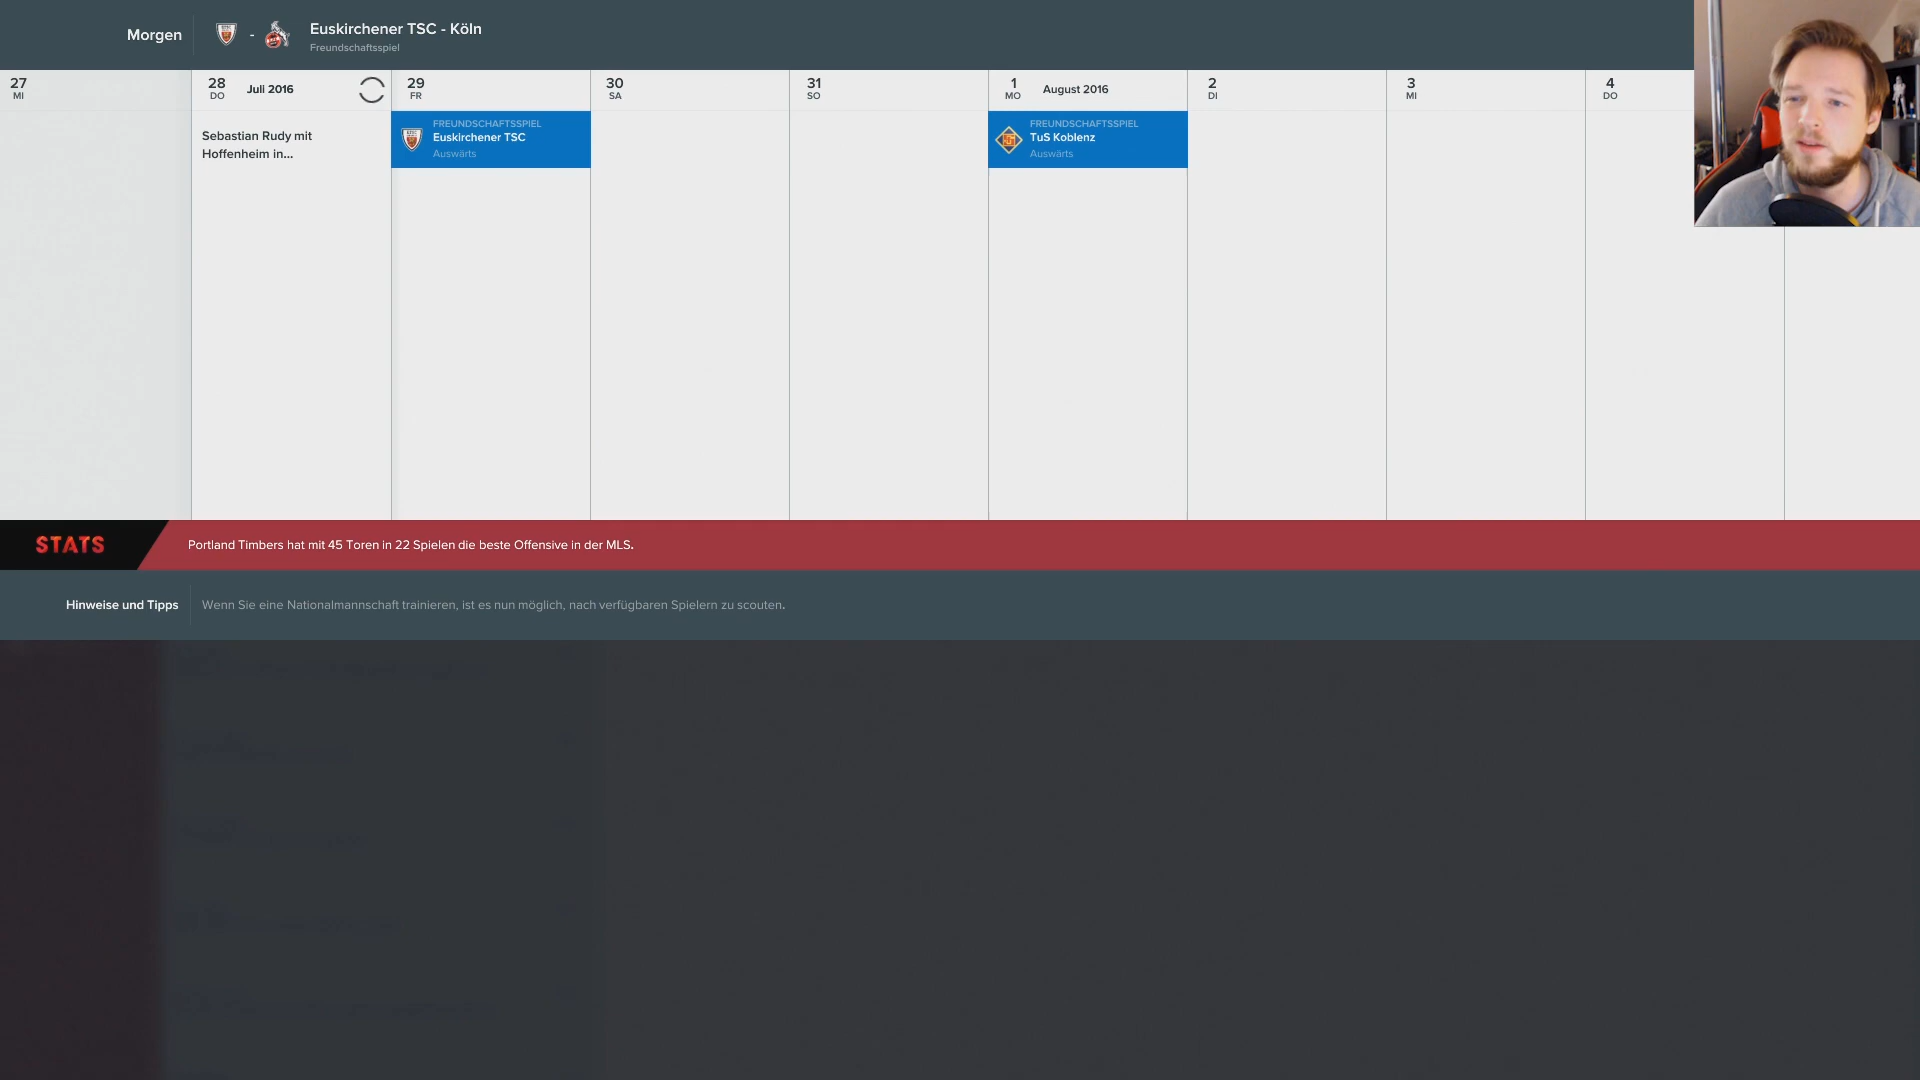 Morgen
-
Euskirchener TSC - Köln
Freundschaftsspiel
27
MI
28
DO
Juli 2016
29
FR
30
SA
31
SO
1
MO
August 2016
2
DI
3
MI
4
DO
Sebastian Rudy mit
Hoffenheim in...
FREUNDSCHAFTSSPIEL
Euskirchener TSC
Auswärts
FREUNDSCHAFTSSPIEL
TuS Koblenz
Auswärts
STATS
Portland Timbers hat mit 45 Toren in 22 Spielen die beste Offensive in der MLS.
Hinweise und Tipps
Wenn Sie eine Nationalmannschaft trainieren, ist es nun möglich, nach verfügbaren Spielern zu scouten.